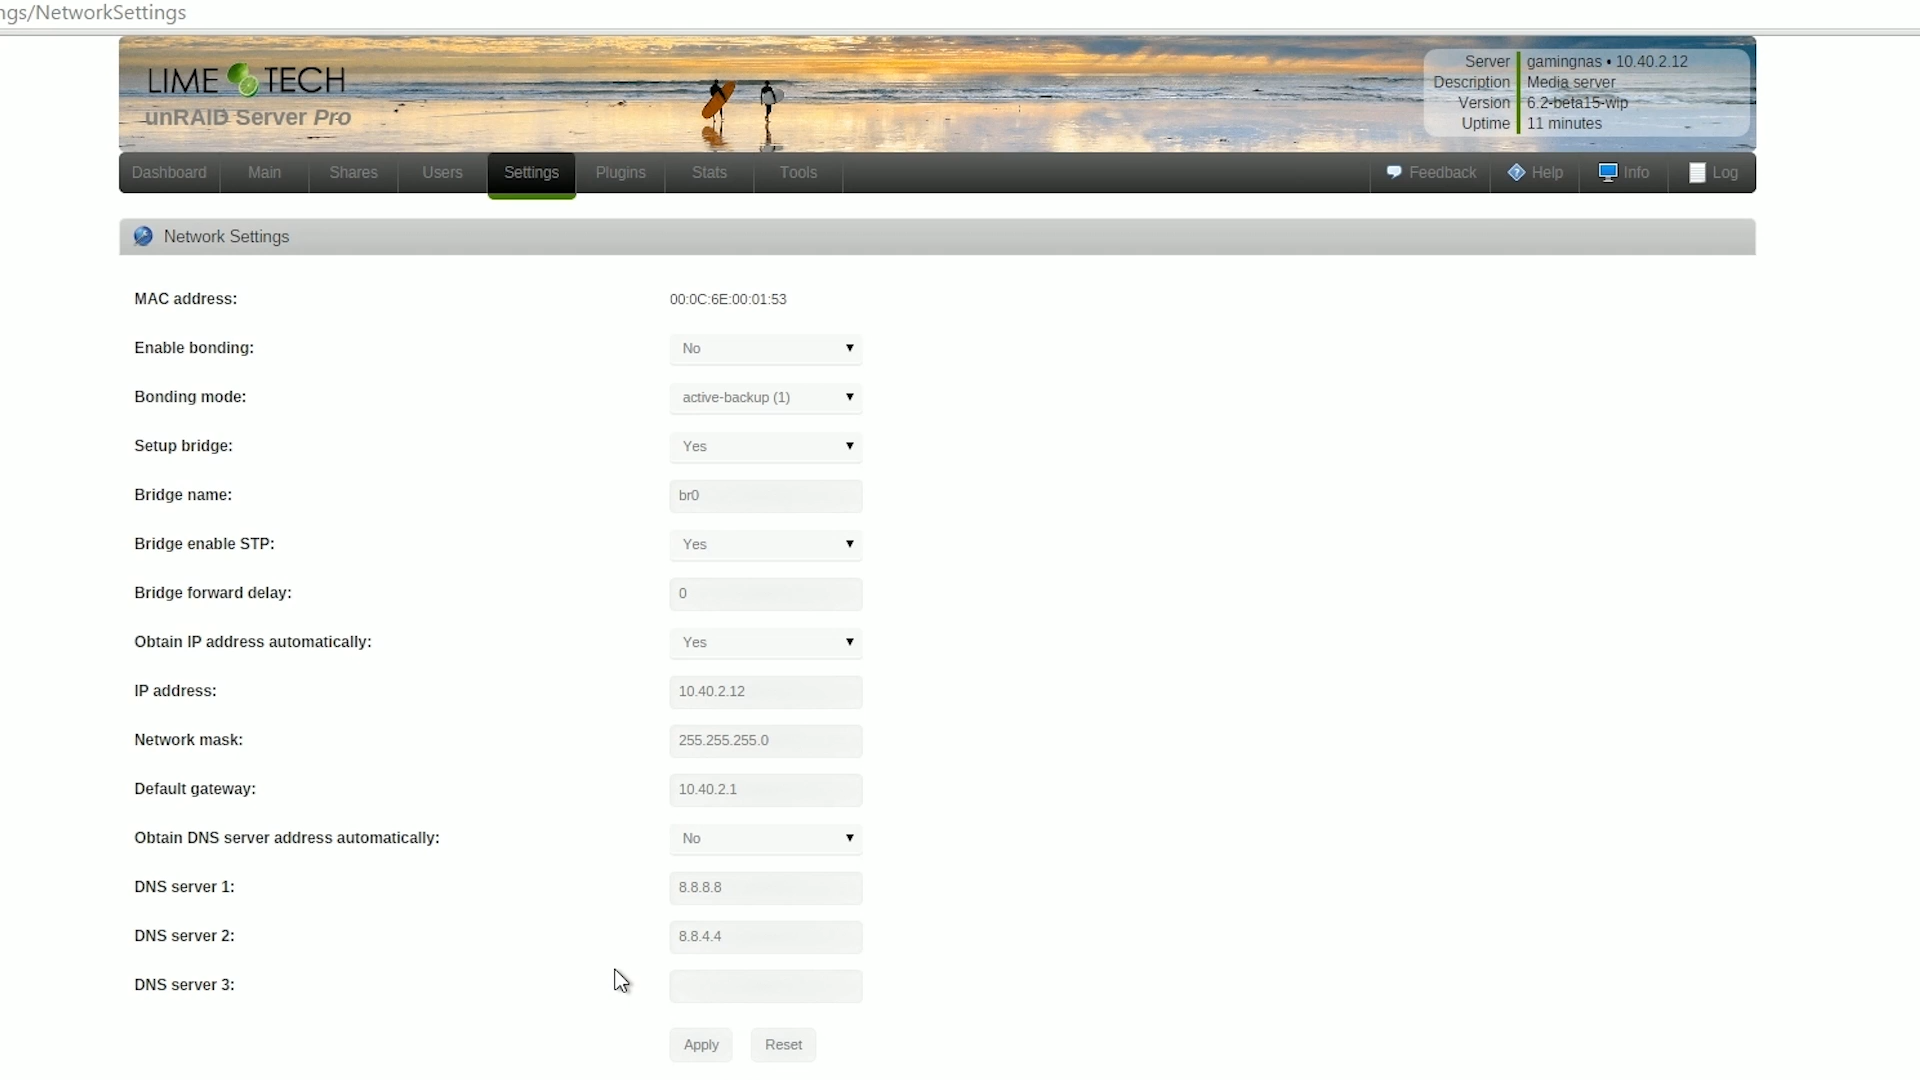 ngs/NetworkSettings
LIME TECH
unRAID Server Pro
Server gamingnas • 10.40.2.12
Description Media server
Version 6.2-beta15-wip
Uptime 11 minutes
Dashboard Main Shares Users Settings Plugins Stats Tools Feedback Help Info Log
Network Settings
MAC address: 00:0C:6E:00:01:53
Enable bonding: No
Bonding mode: active-backup (1)
Setup bridge: Yes
Bridge name: br0
Bridge enable STP: Yes
Bridge forward delay: 0
Obtain IP address automatically: Yes
IP address: 10.40.2.12
Network mask: 255.255.255.0
Default gateway: 10.40.2.1
Obtain DNS server address automatically: No
DNS server 1: 8.8.8.8
DNS server 2: 8.8.4.4
DNS server 3:
Apply Reset